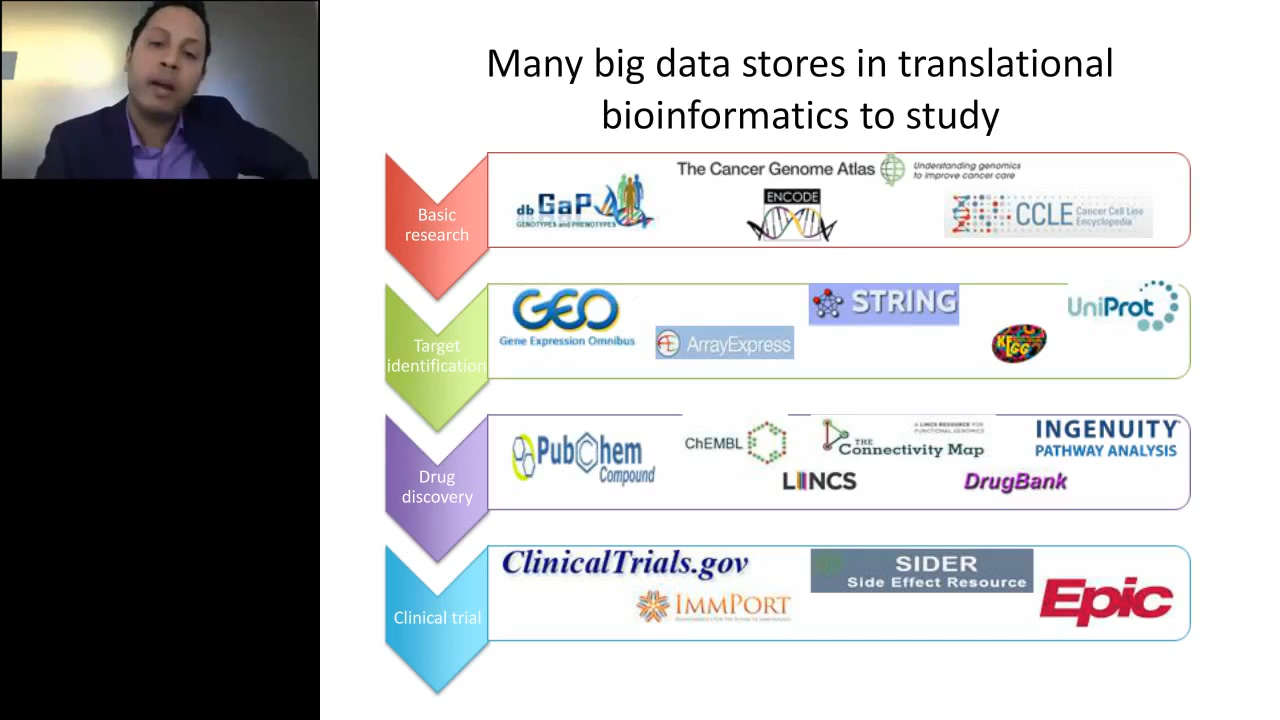 Many big data stores in translational
bioinformatics to study
Basic
research
db GaP
GENOTYPES and PHENOTYPES
The Cancer Genome Atlas
Understanding genomics
to improve cancer care
ENCODE
CCLE Cancer Cell Line
Encyclopedia
Target
identification
GEO
Gene Expression Omnibus
ArrayExpress
STRING
KEGG
UniProt
Drug
discovery
PubChem
Compound
ChEMBL
A LINCS RESOURCE FOR
FUNCTIONAL GENOMICS
THE
Connectivity Map
LINCS
INGENUITY
PATHWAY ANALYSIS
DrugBank
Clinical trial
ClinicalTrials.gov
IMMPORT
SIDER
Side Effect Resource
Epic